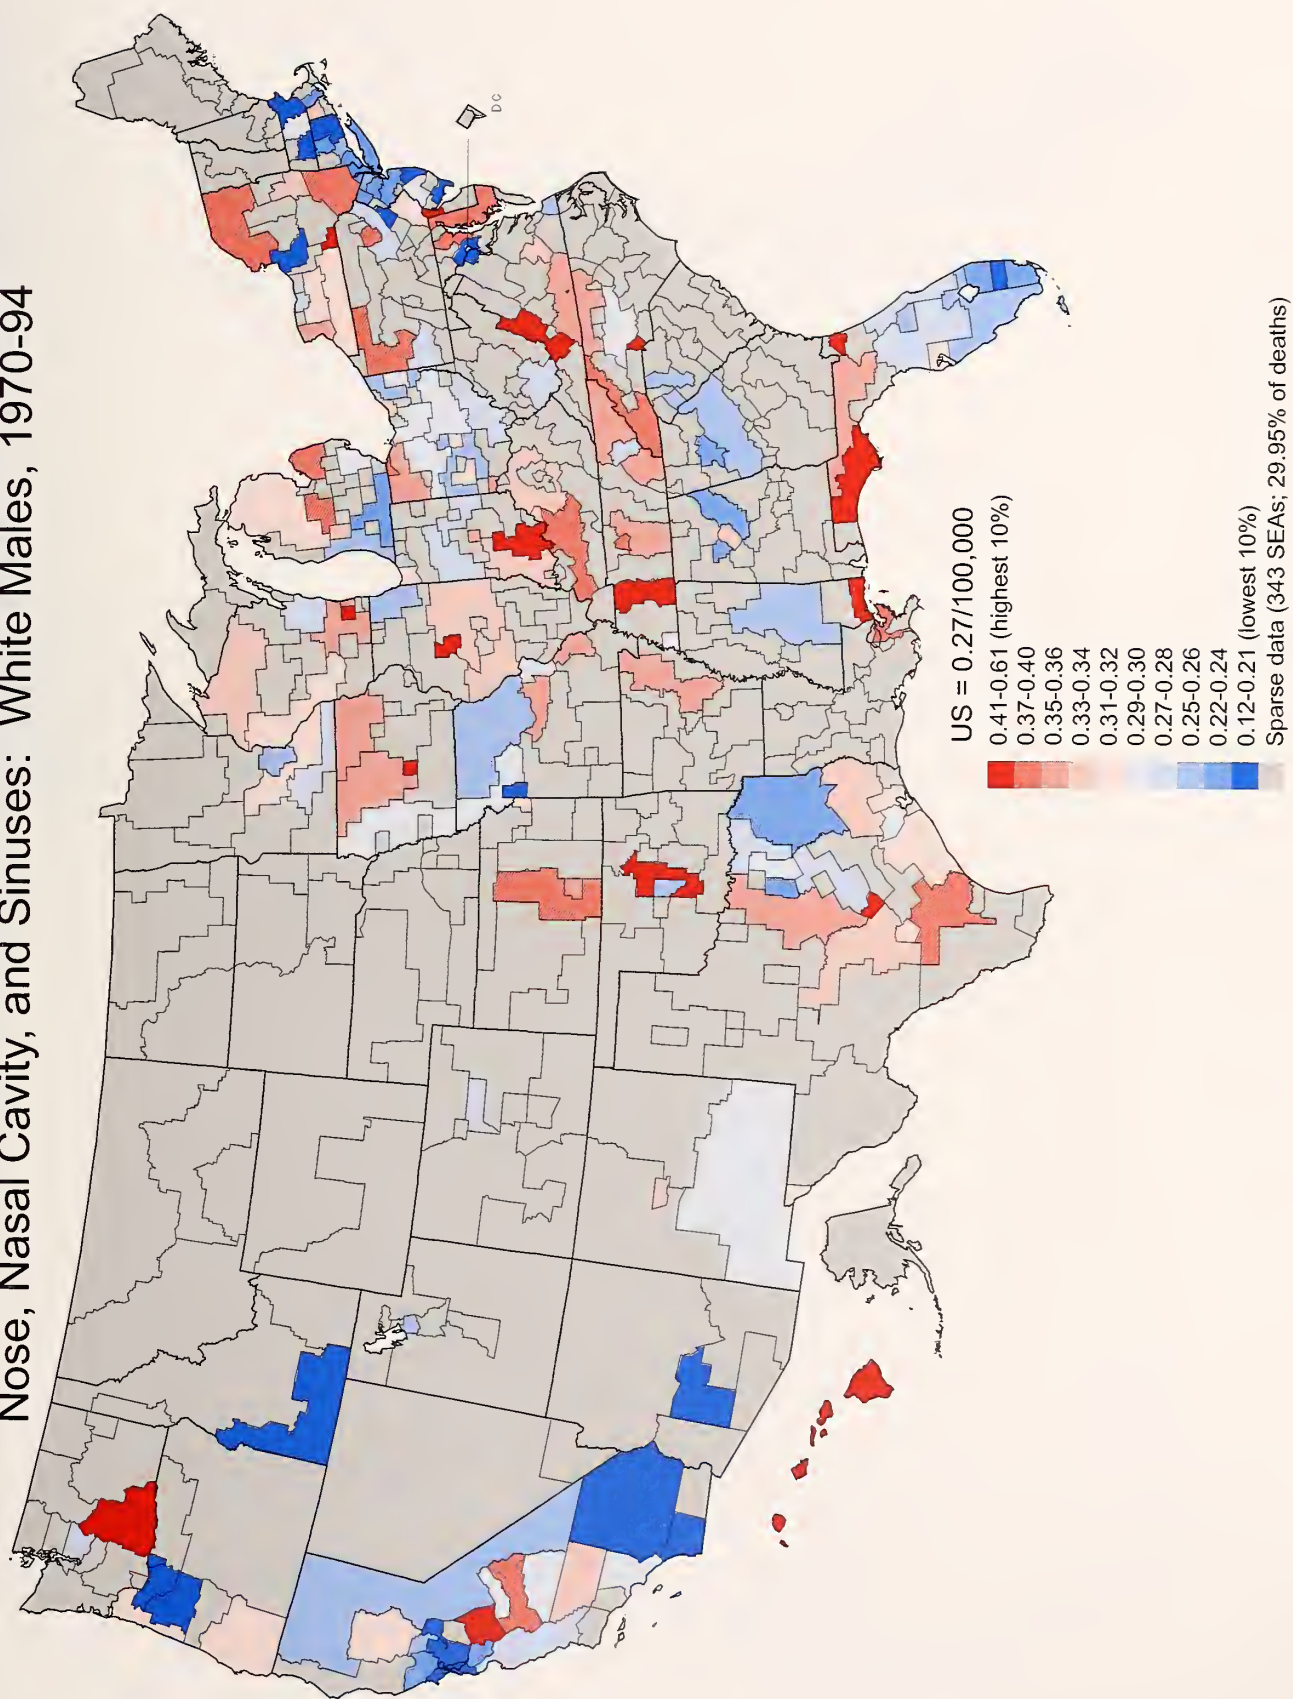 Nose, Nasal Cavity, and Sinuses: White Males, 1970-94
DC
US = 0.27/100,000
0.41-0.61 (highest 10%)
0.37-0.40
0.35-0.36
0.33-0.34
0.31-0.32
0.29-0.30
0.27-0.28
0.25-0.26
0.22-0.24
0.12-0.21 (lowest 10%)
Sparse data (343 SEAs; 29.95% of deaths)